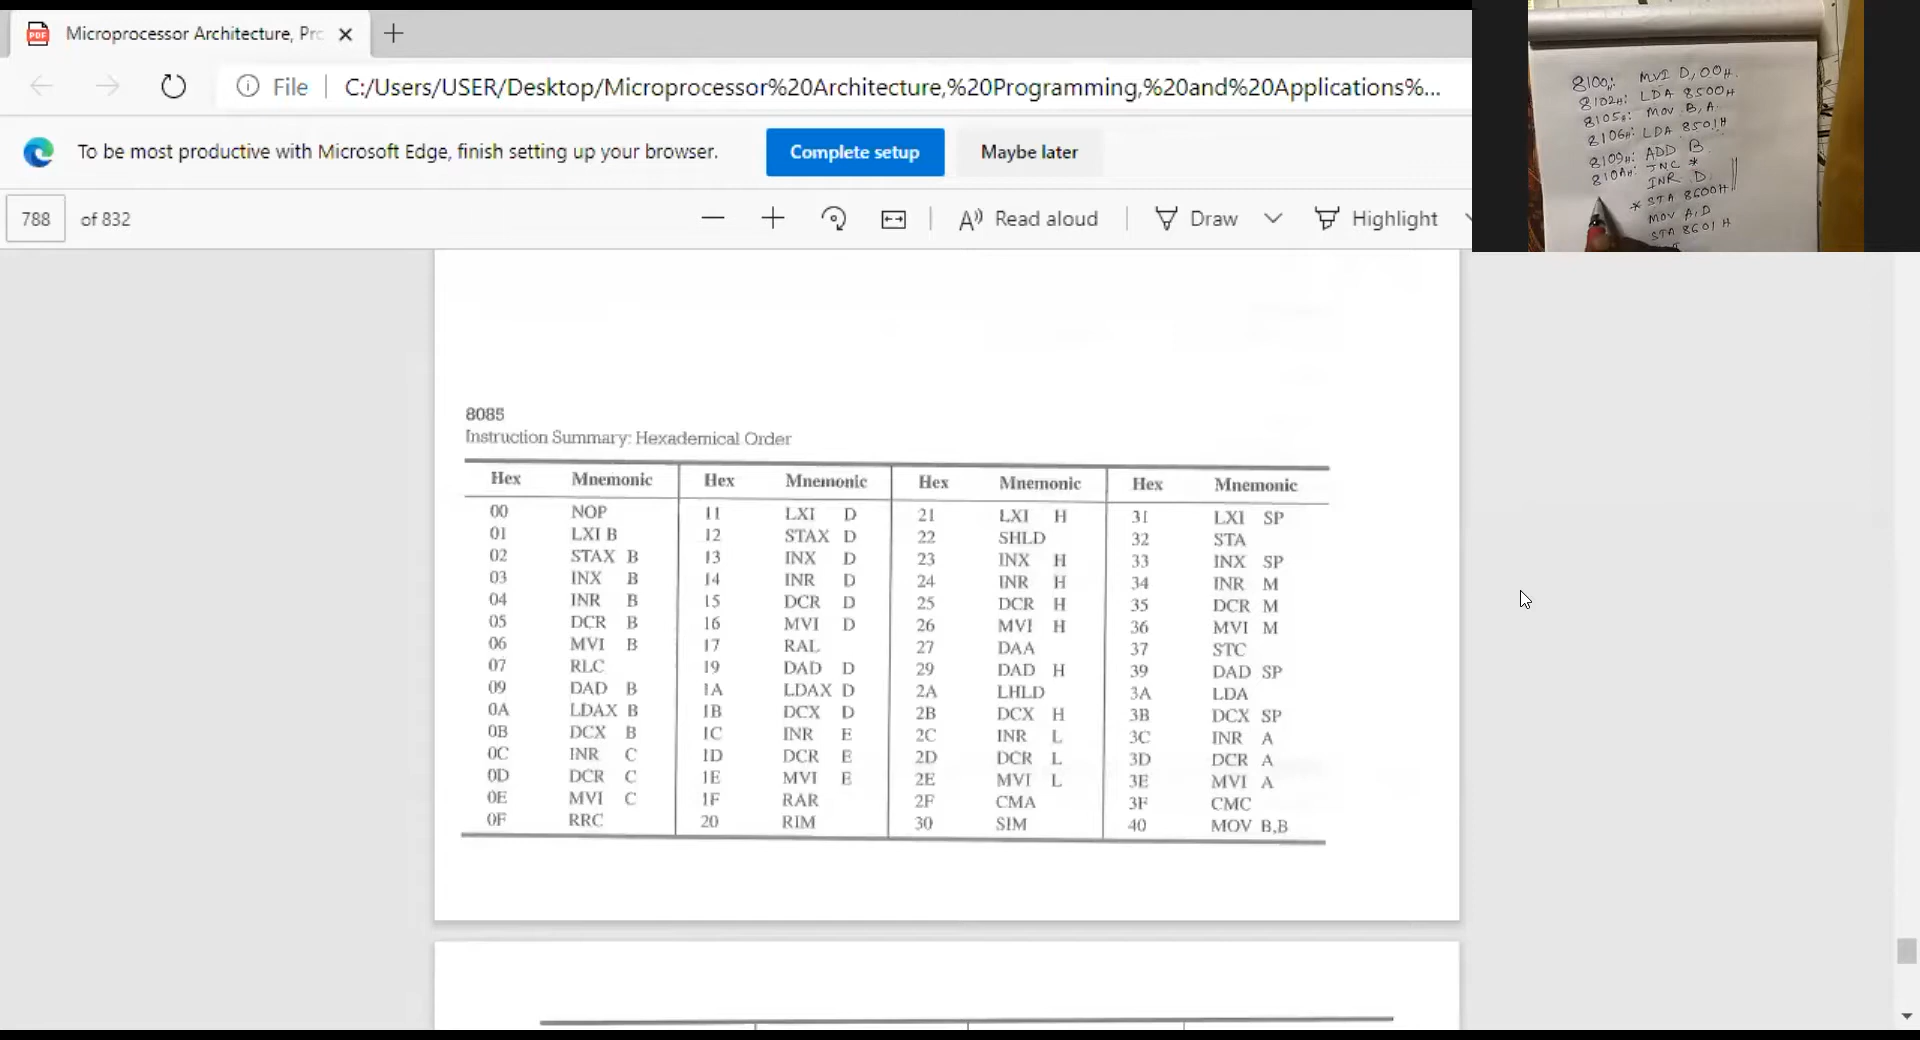 Microprocessor Architecture, Pro
File C:/Users/USER/Desktop/Microprocessor%20Architecture,%20Programming,%20and%20Applications%...
To be most productive with Microsoft Edge, finish setting up your browser. Complete setup Maybe later
788 of 832 Read aloud Draw Highlight
8100H: MVI D,00H.
8102H: LDA 8500H
8105H: MOV B,A.
8106H: LDA 8501H
8109H: ADD B.
810AH: JNC *
INR D.
* STA 8600H
MOV A,D
STA 8601H
8085
Instruction Summary: Hexademical Order
Hex Mnemonic Hex Mnemonic Hex Mnemonic Hex Mnemonic
00 NOP 11 LXI D 21 LXI H 31 LXI SP
01 LXI B 12 STAX D 22 SHLD 32 STA
02 STAX B 13 INX D 23 INX H 33 INX SP
03 INX B 14 INR D 24 INR H 34 INR M
04 INR B 15 DCR D 25 DCR H 35 DCR M
05 DCR B 16 MVI D 26 MVI H 36 MVI M
06 MVI B 17 RAL 27 DAA 37 STC
07 RLC 19 DAD D 29 DAD H 39 DAD SP
09 DAD B 1A LDAX D 2A LHLD 3A LDA
0A LDAX B 1B DCX D 2B DCX H 3B DCX SP
0B DCX B 1C INR E 2C INR L 3C INR A
0C INR C 1D DCR E 2D DCR L 3D DCR A
0D DCR C 1E MVI E 2E MVI L 3E MVI A
0E MVI C 1F RAR 2F CMA 3F CMC
0F RRC 20 RIM 30 SIM 40 MOV B,B